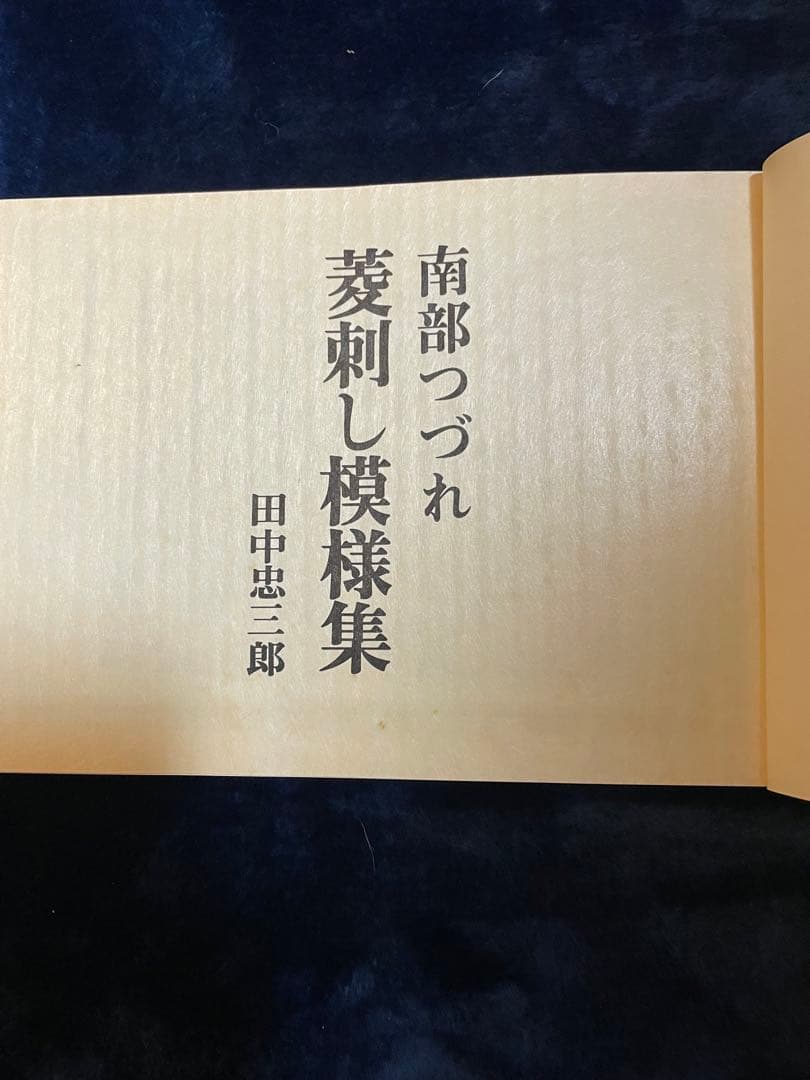 南部つづれ
菱刺し模様集
田中忠三郎